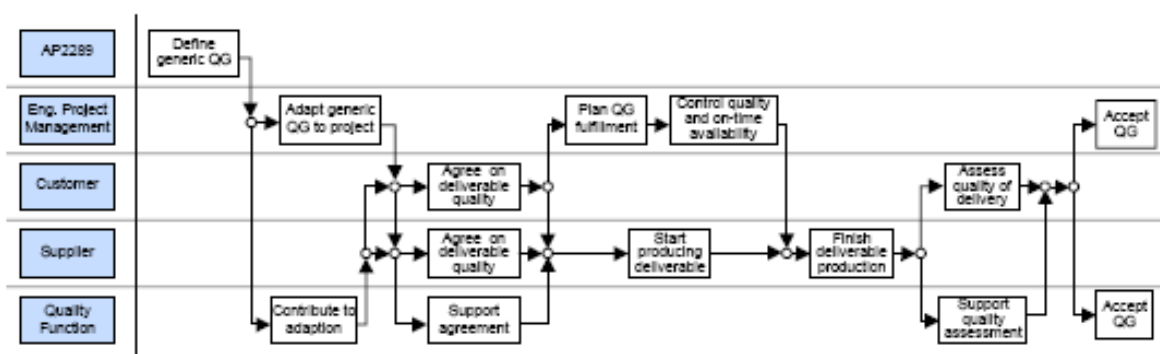 AP2289
Define
generic QG
Eng. Project
Management
Adapt generic
QG to project
Plan QG
fulfillment
Control quality
and on-time
availability
Accept
QG
Customer
Agree on
deliverable
quality
Assess
quality of
delivery
Supplier
Agree on
deliverable
quality
Start
producing
deliverable
Finish
deliverable
production
Quality
Function
Contribute to
adaption
Support
agreement
Support
quality
assessment
Accept
QG